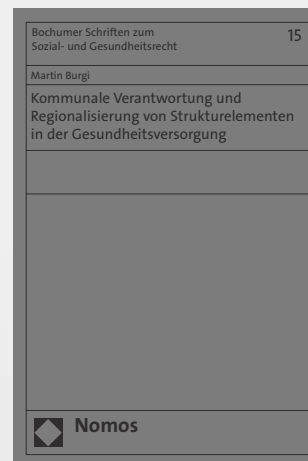 Bochumer Schriften zum
Sozial- und Gesundheitsrecht
15
Martin Burgi
Kommunale Verantwortung und
Regionalisierung von Strukturelementen
in der Gesundheitsversorgung
Nomos